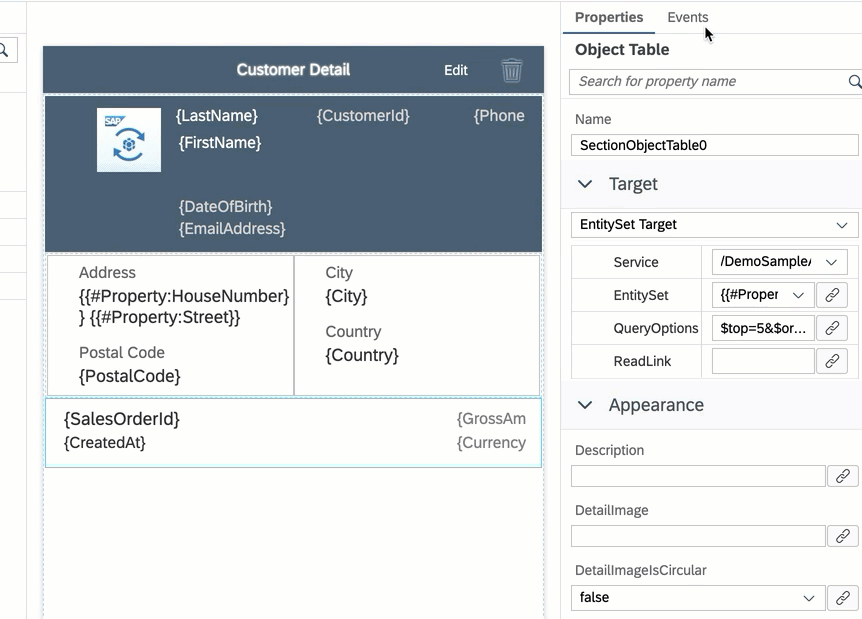 Properties Events
Object Table
Search for property name
Name
SectionObjectTable0
Target
EntitySet Target
Service /DemoSample
EntitySet {{#Proper
QueryOptions $top=5&$or...
ReadLink
Appearance
Description
DetailImage
DetailImageIsCircular
false
Customer Detail Edit
SAP
{LastName} {CustomerId} {Phone
{FirstName}
{DateOfBirth}
{EmailAddress}
Address
{{#Property:HouseNumber}
} {{#Property:Street}}
Postal Code
{PostalCode}
City
{City}
Country
{Country}
{SalesOrderId} {GrossAm
{CreatedAt} {Currency